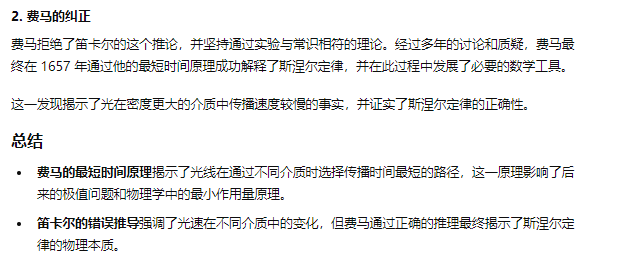 2. 费马的纠正
费马拒绝了笛卡尔的这个推论，并坚持通过实验与常识相符的理论。经过多年的讨论和质疑，费马最
终在 1657 年通过他的最短时间原理成功解释了斯涅尔定律，并在此过程中发展了必要的数学工具。
这一发现揭示了光在密度更大的介质中传播速度较慢的事实，并证实了斯涅尔定律的正确性。
总结
• 费马的最短时间原理揭示了光线在通过不同介质时选择传播时间最短的路径，这一原理影响了后
来的极值问题和物理学中的最小作用量原理。
• 笛卡尔的错误推导强调了光速在不同介质中的变化，但费马通过正确的推理最终揭示了斯涅尔定
律的物理本质。